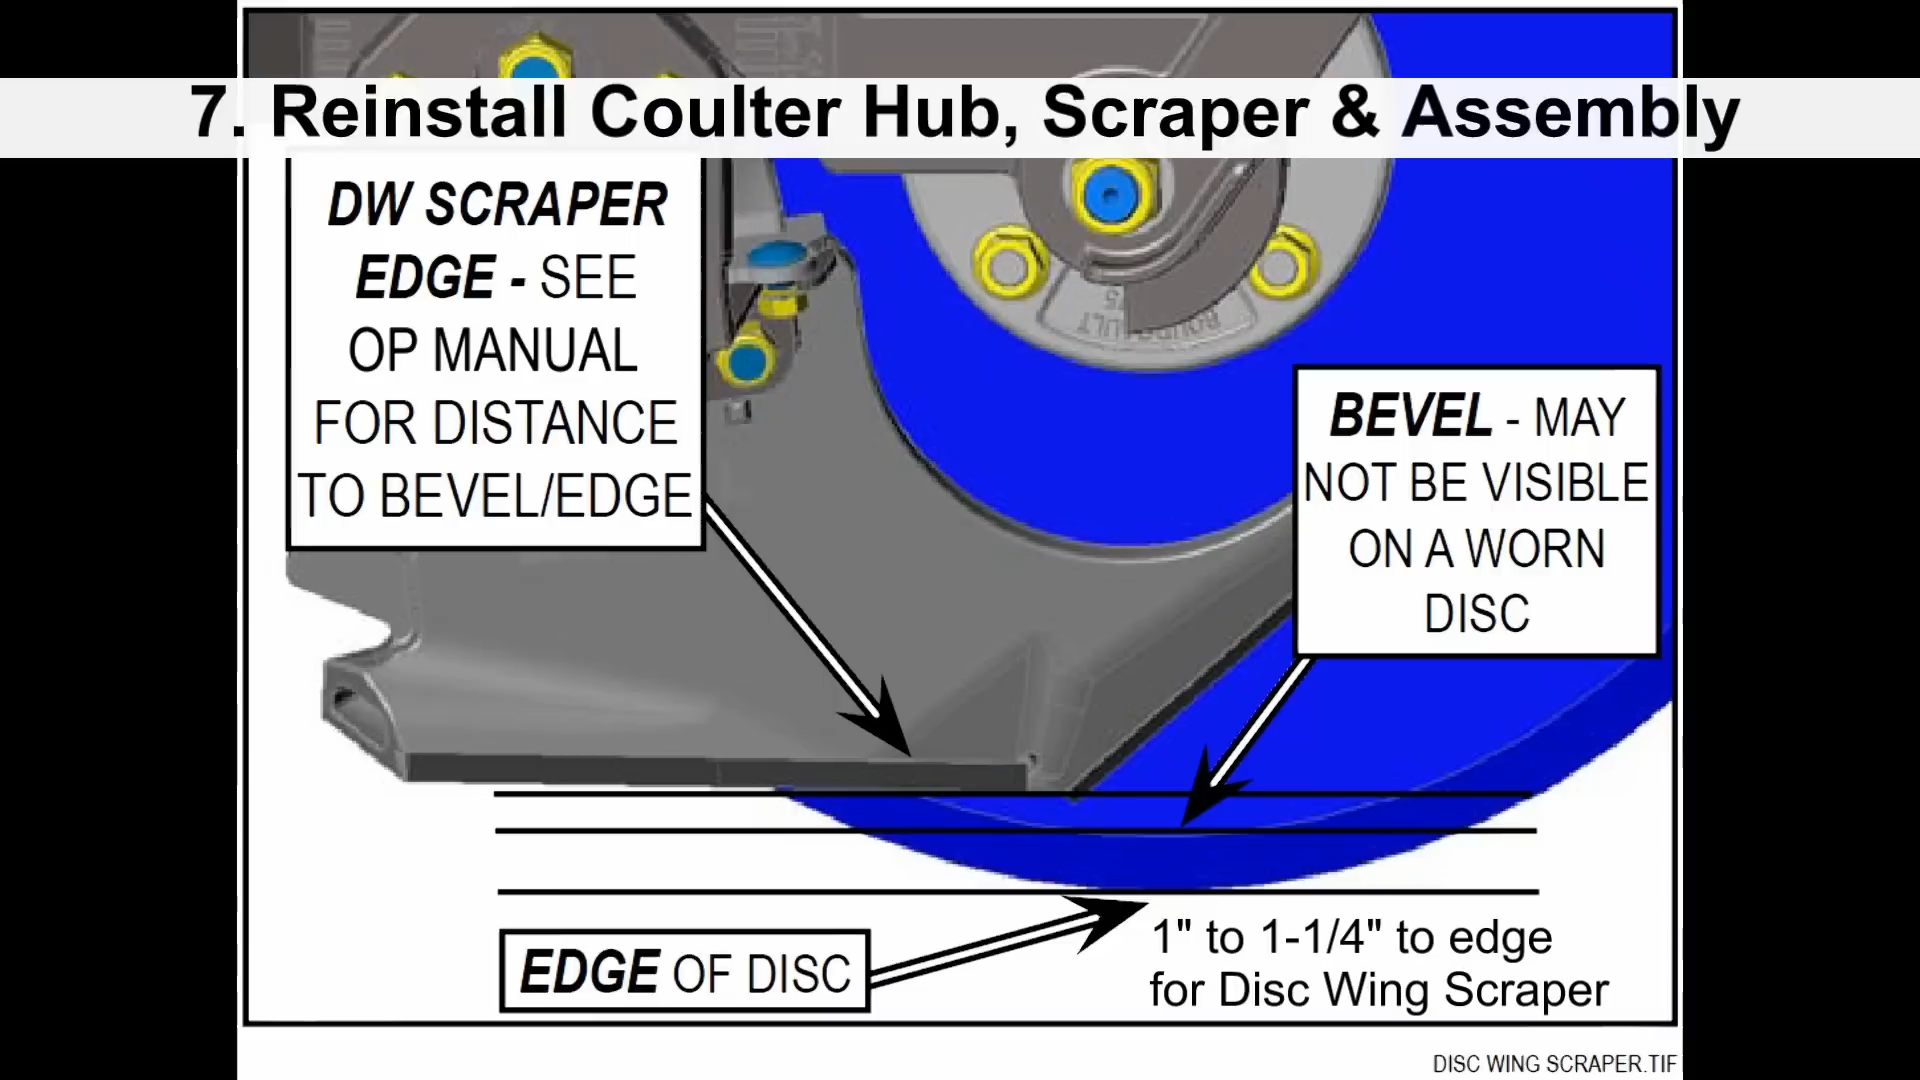 7. Reinstall Coulter Hub, Scraper & Assembly
DW SCRAPER
EDGE - SEE
OP MANUAL
FOR DISTANCE
TO BEVEL/EDGE
BEVEL - MAY
NOT BE VISIBLE
ON A WORN
DISC
EDGE OF DISC
1" to 1-1/4" to edge
for Disc Wing Scraper
DISC WING SCRAPER.TIF